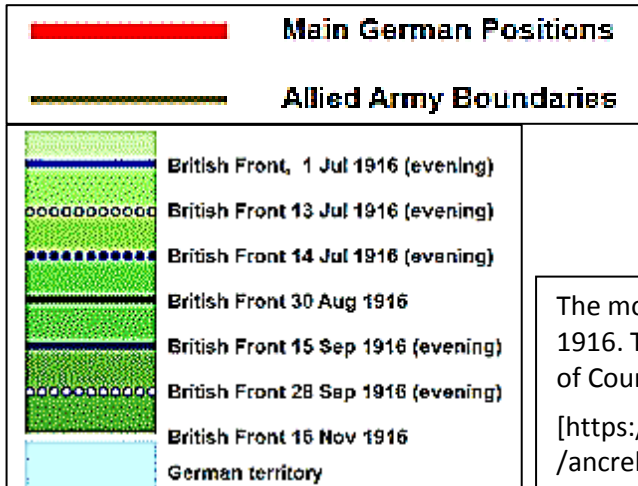 Main German Positions
Allied Army Boundaries
British Front, 1 Jul 1916 (evening)
British Front 13 Jul 1916 (evening)
British Front 14 Jul 1916 (evening)
British Front 30 Aug 1916
British Front 15 Sep 1916 (evening)
British Front 28 Sep 1916 (evening)
British Front 16 Nov 1916
German territory
The mo
1916. T
of Cour
[https:/
/ancrel